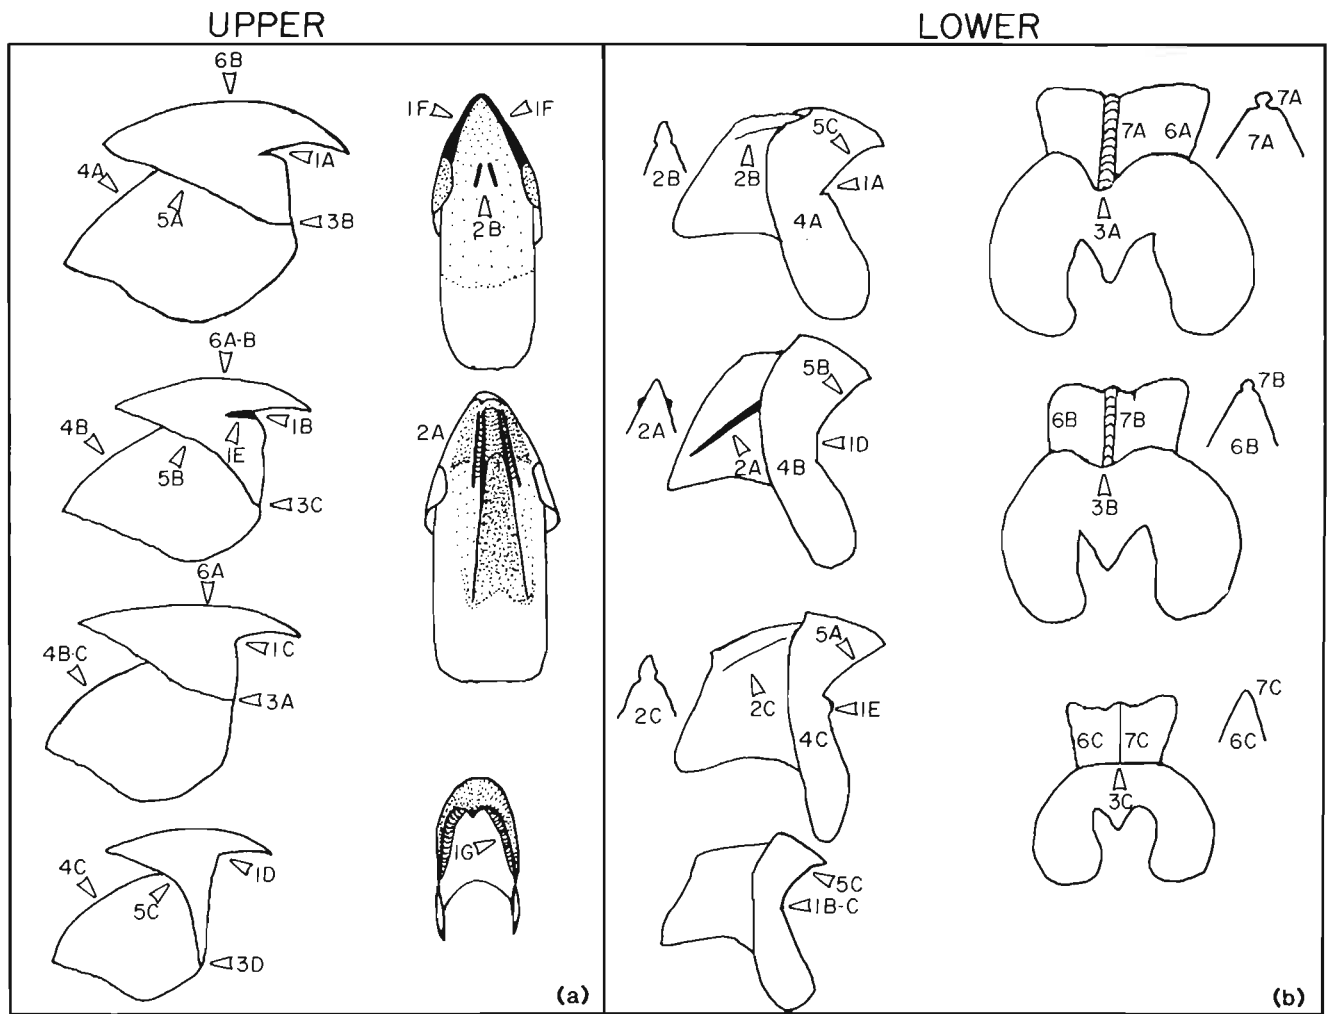 UPPER
LOWER
6B
1F
1F
4A
1A
5A
3B
2B
6A-B
4B
1B
1E
5B
3C
2A
6A
4B-C
1C
3A
1G
4C
1D
5C
3D
(a)
5C
2B
2B
1A
4A
7A
6A
7A
7A
3A
5B
2A
2A
4B
1D
6B
7B
7B
6B
3B
5A
2C
2C
1E
4C
6C
7C
7C
6C
3C
5C
1B-C
(b)